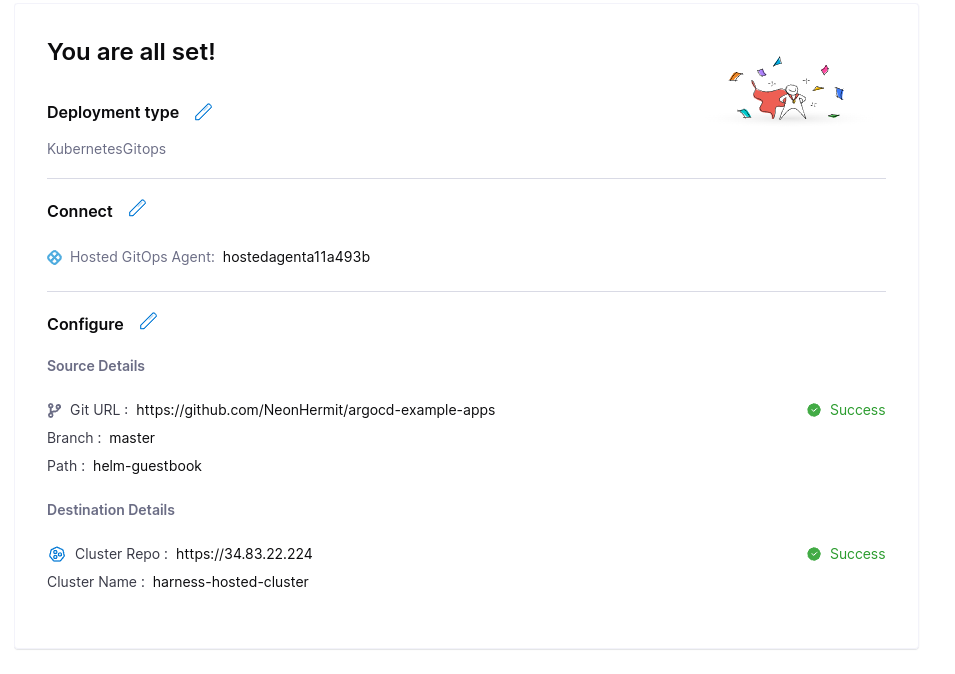 You are all set!
Deployment type
KubernetesGitops
Connect
Hosted GitOps Agent: hostedagenta11a493b
Configure
Source Details
Git URL : https://github.com/NeonHermit/argocd-example-apps Success
Branch : master
Path : helm-guestbook
Destination Details
Cluster Repo : https://34.83.22.224 Success
Cluster Name : harness-hosted-cluster